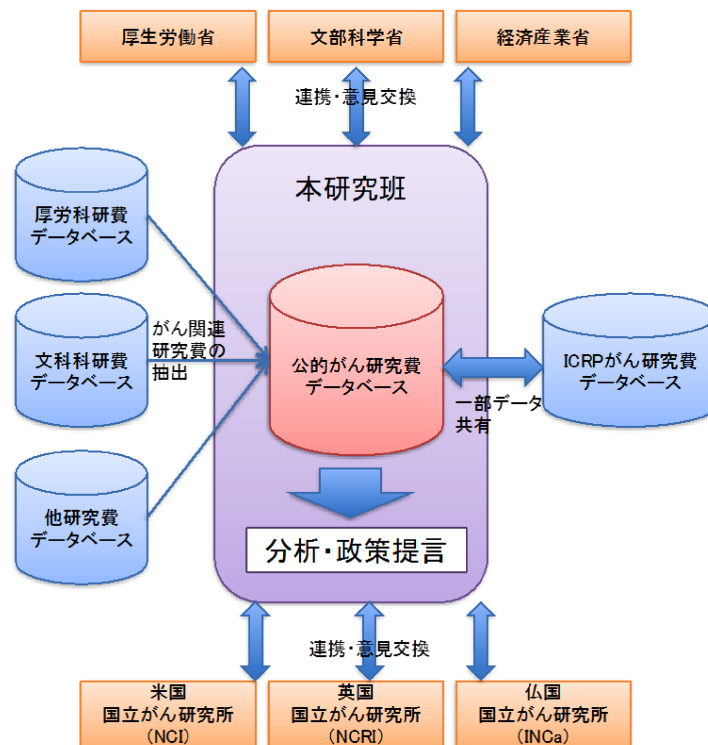 厚生労働省
文部科学省
経済産業省
連携・意見交換
本研究班
厚労科研費
データベース
文科科研費
データベース
他研究費
データベース
がん関連
研究費の
抽出
公的がん研究費
データベース
ICRPがん研究費
データベース
一部データ
共有
分析・政策提言
連携・意見交換
米国
国立がん研究所
(NCI)
英国
国立がん研究所
(NCRI)
仏国
国立がん研究所
(INCa)